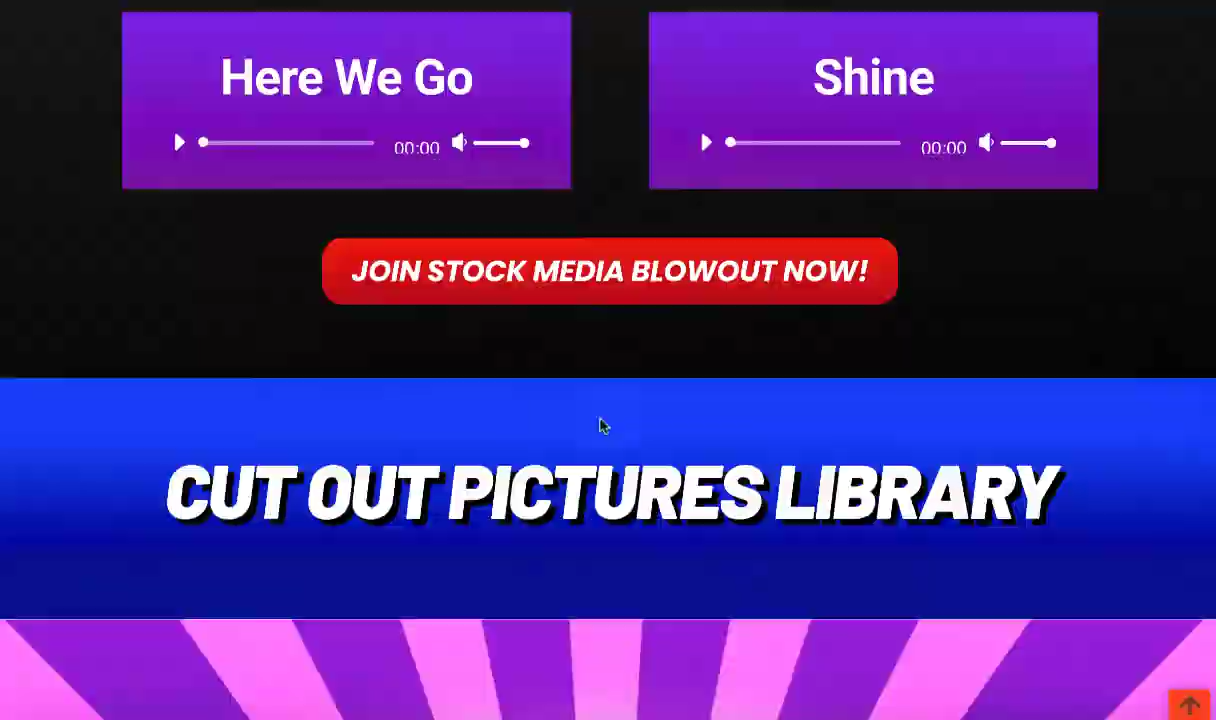 Here We Go
Shine
00:00
00:00
JOIN STOCK MEDIA BLOWOUT NOW!
CUT OUT PICTURES LIBRARY